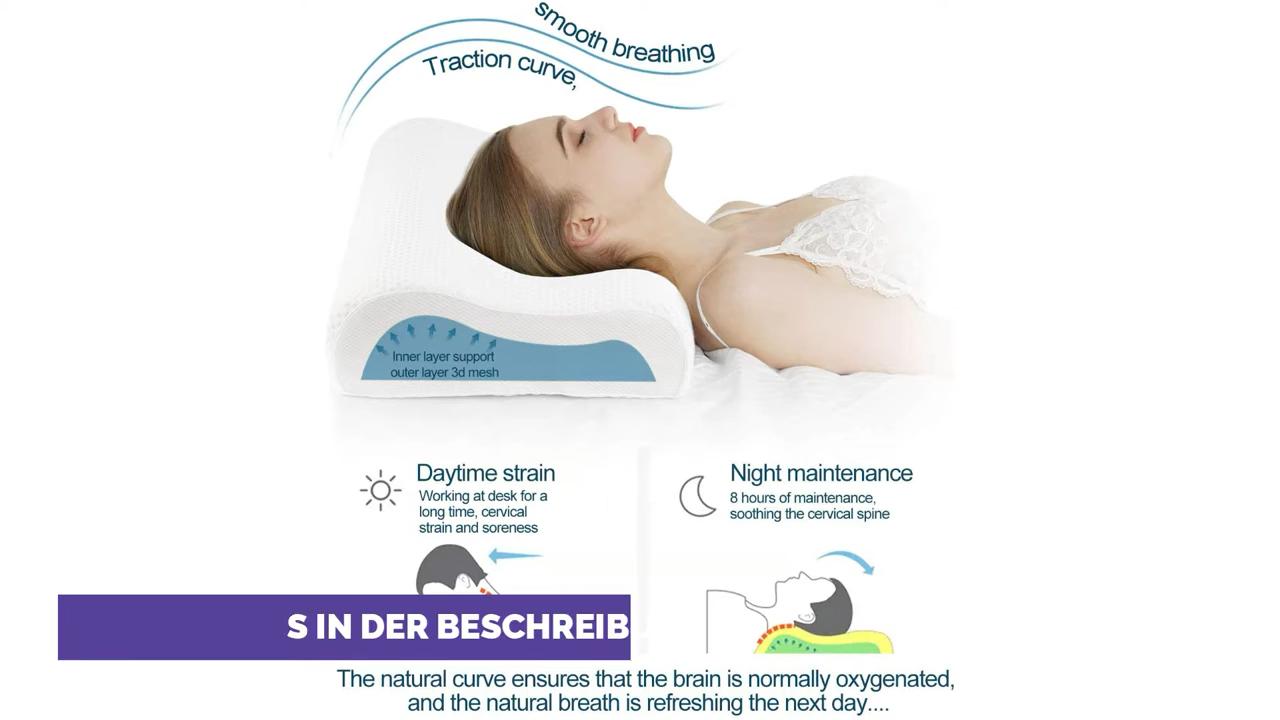 smooth breathing
Traction curve,
Inner layer support
outer layer 3d mesh
Daytime strain
Working at desk for a
long time, cervical
strain and soreness
Night maintenance
8 hours of maintenance,
soothing the cervical spine
S IN DER BESCHREIB
The natural curve ensures that the brain is normally oxygenated,
and the natural breath is refreshing the next day....